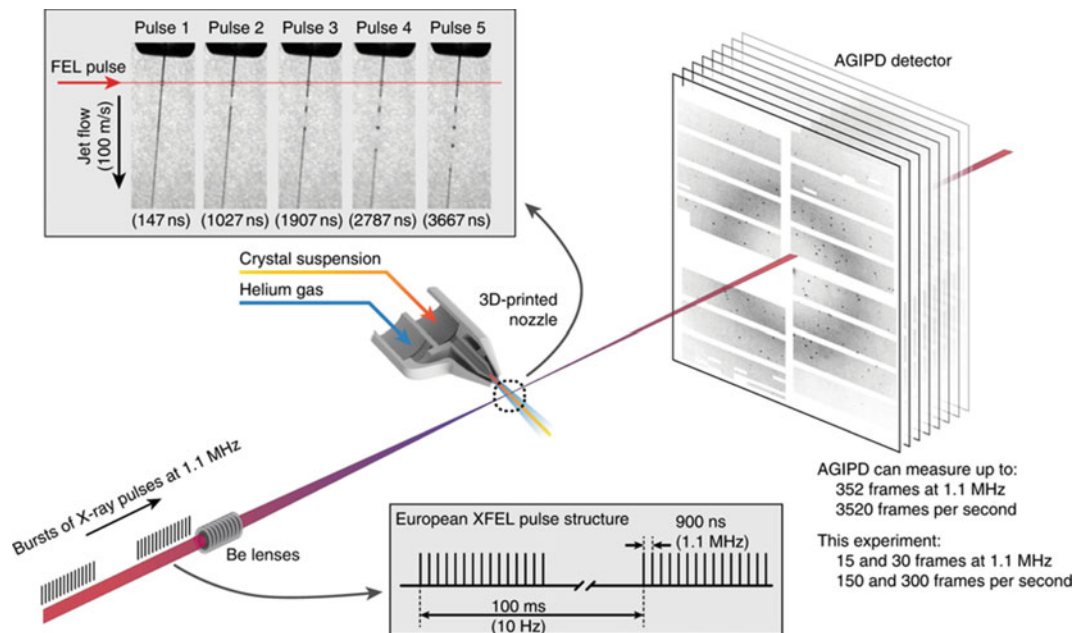 Pulse 1 Pulse 2 Pulse 3 Pulse 4 Pulse 5
FEL pulse
Jet flow
(100 m/s)
(147 ns) (1027 ns) (1907 ns) (2787 ns) (3667 ns)
AGIPD detector
Crystal suspension
Helium gas
3D-printed
nozzle
Bursts of X-ray pulses at 1.1 MHz
Be lenses
European XFEL pulse structure
900 ns
(1.1 MHz)
100 ms
(10 Hz)
AGIPD can measure up to:
352 frames at 1.1 MHz
3520 frames per second
This experiment:
15 and 30 frames at 1.1 MHz
150 and 300 frames per second